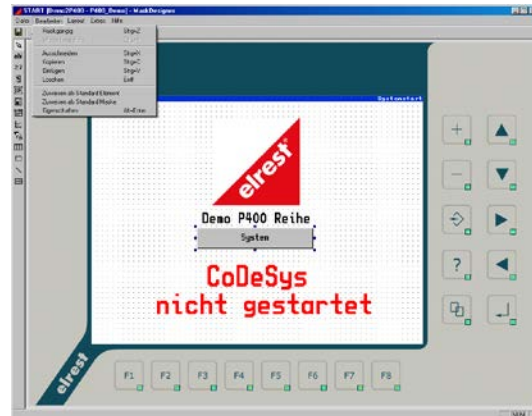 START [Demo2P400 - P400_Demo] - MaskDesigner
Datei Bearbeiten Layout Extras Hilfe
Rückgängig Strg+Z
Ausschneiden Strg+X
Kopieren Strg+C
Einfügen Strg+V
Löschen Entf
Zuweisen als Standard Element
Zuweisen als Standard Maske
Eigenschaften Alt+Enter
Systemstart
elrest
Demo P400 Reihe
System
CoDeSys
nicht gestartet
+
-
?
F1 F2 F3 F4 F5 F6 F7 F8
elrest
NUM